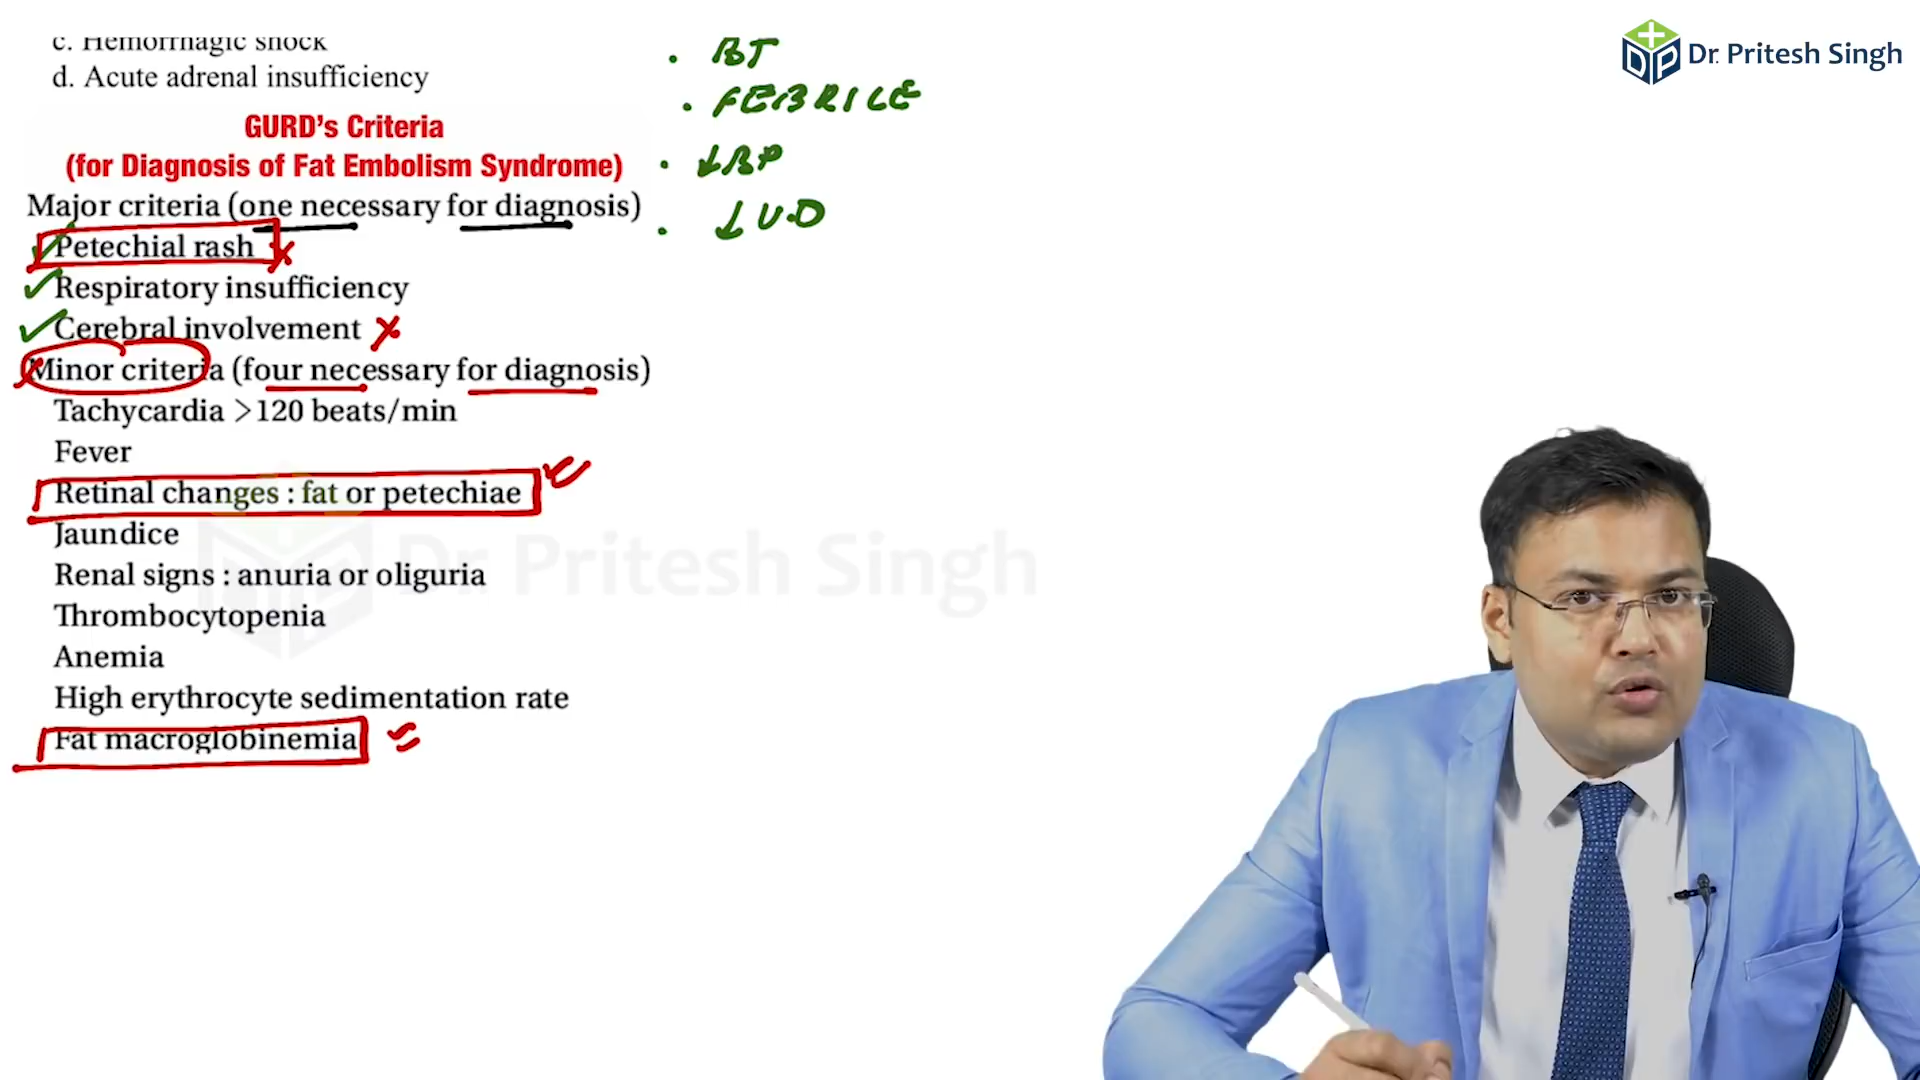 c. Hemorrhagic shock
d. Acute adrenal insufficiency
GURD's Criteria
(for Diagnosis of Fat Embolism Syndrome)
Major criteria (one necessary for diagnosis)
Petechial rash
Respiratory insufficiency
Cerebral involvement
Minor criteria (four necessary for diagnosis)
Tachycardia >120 beats/min
Fever
Retinal changes : fat or petechiae
Jaundice
Renal signs : anuria or oliguria
Thrombocytopenia
Anemia
High erythrocyte sedimentation rate
Fat macroglobinemia
• BT
• FEBRILE
• ↓BP
• ↓U.O
Dr. Pritesh Singh
Dr Pritesh Singh